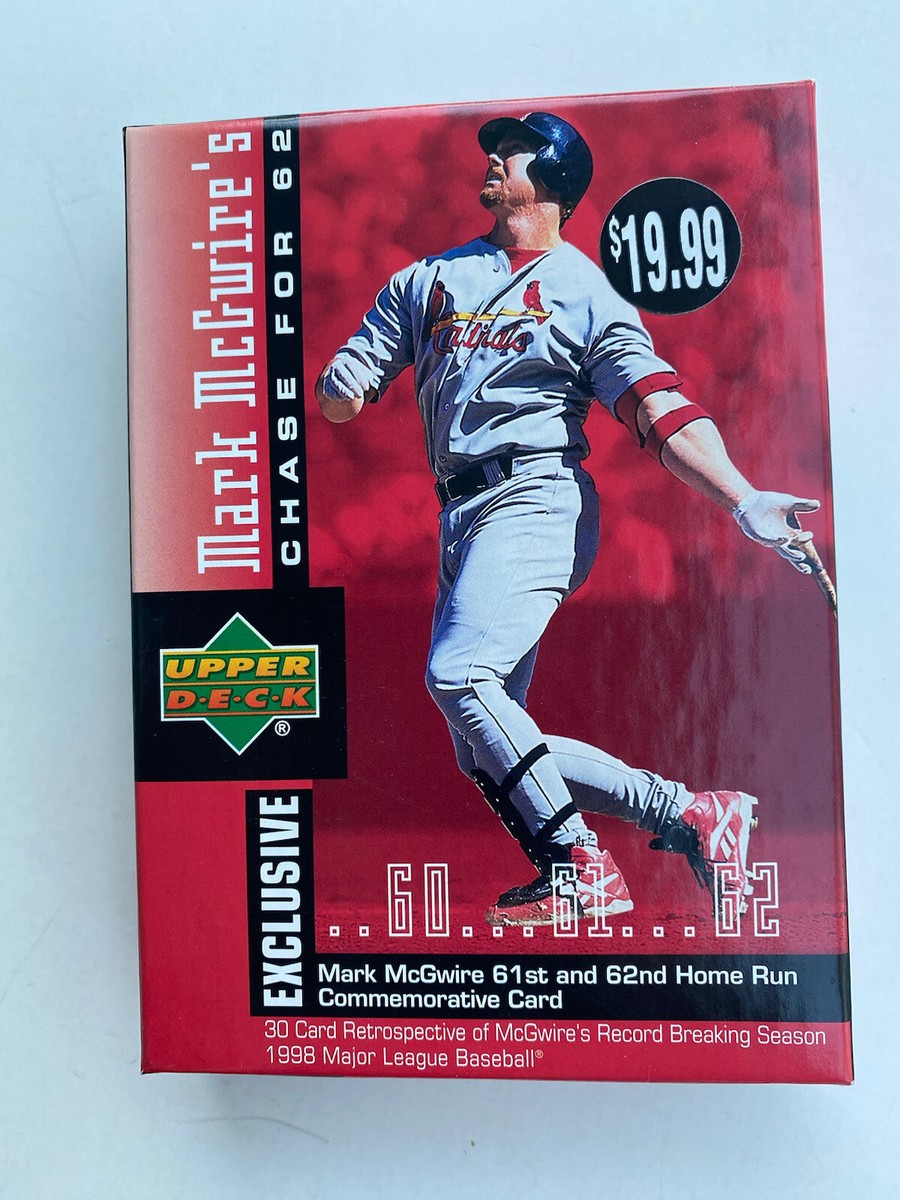 Mark McGwire's
CHASE FOR 62
$19.99
Cardinals
UPPER
D·E·C·K
®
EXCLUSIVE
..60...61...62
Mark McGwire 61st and 62nd Home Run
Commemorative Card
30 Card Retrospective of McGwire's Record Breaking Season
1998 Major League Baseball®